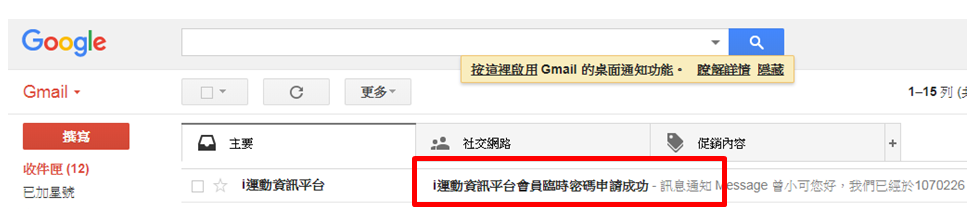 Google
按這裡啟用 Gmail 的桌面通知功能。 瞭解詳情 隱藏
Gmail
更多
1–15 列 (共
撰寫
主要
社交網路
促銷內容
+
收件匣 (12)
i運動資訊平台
i運動資訊平台會員臨時密碼申請成功 - 訊息通知 Message 曾小可您好，我們已經於1070226
已加星號